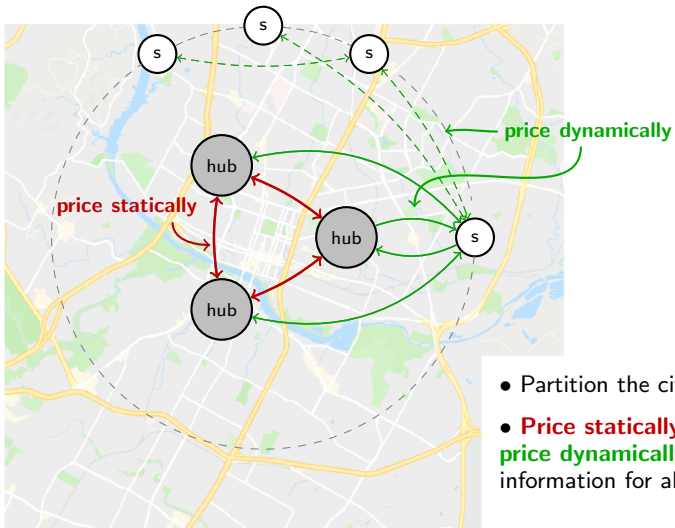 s
s
s
price dynamically
hub
price statically
hub
s
hub
• Partition the ci
• Price statically
price dynamicall
information for al